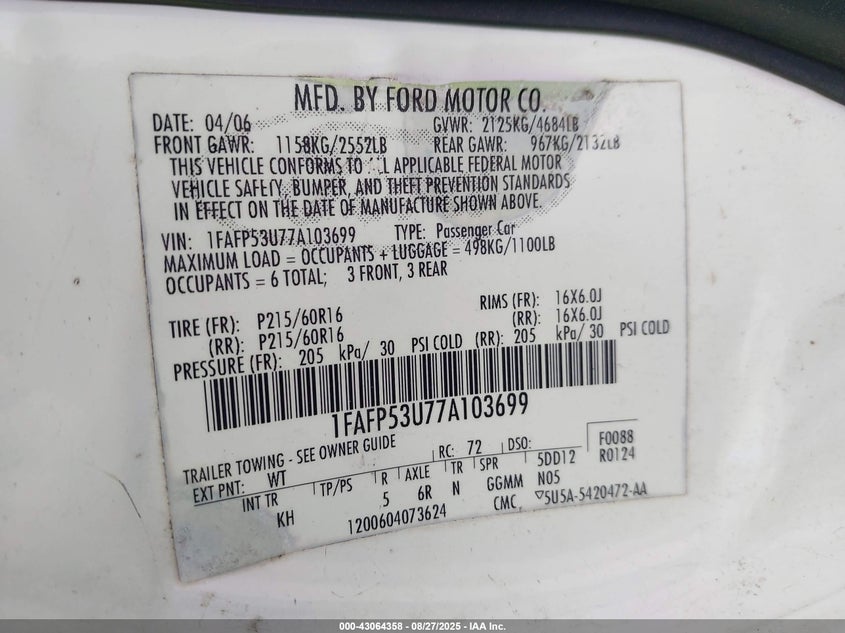 MFD. BY FORD MOTOR CO.
DATE: 04/06 GVWR: 2125KG/4684LB
FRONT GAWR: 1158KG/2552LB REAR GAWR: 967KG/2132LB
THIS VEHICLE CONFORMS TO APPLICABLE FEDERAL MOTOR
VEHICLE SAFETY, BUMPER, AND THEFT PREVENTION STANDARDS
IN EFFECT ON THE DATE OF MANUFACTURE SHOWN ABOVE.
VIN: 1FAFP53U77A103699 TYPE: Passenger Car
MAXIMUM LOAD = OCCUPANTS + LUGGAGE = 498KG/1100LB
OCCUPANTS = 6 TOTAL; 3 FRONT, 3 REAR
TIRE (FR): P215/60R16 RIMS (FR): 16X6.0J
(RR): P215/60R16 (RR): 16X6.0J
PRESSURE (FR): 205 kPa/ 30 PSI COLD (RR): 205 kPa/ 30 PSI COLD
1FAFP53U77A103699
TRAILER TOWING - SEE OWNER GUIDE RC: 72 DSO: F0088
EXT PNT: WT 5DD12 R0124
INT TR TP/PS R AXLE TR SPR N05
KH 5 6R N GGMM
1200604073624 CMC 5U5A-5420472-AA
000-43064358 - 08/27/2025 - IAA Inc.